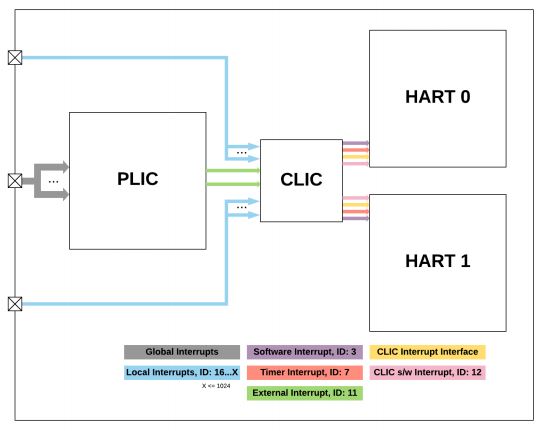 HART 0
...
PLIC
...
CLIC
...
HART 1
Global Interrupts
Software Interrupt, ID: 3
CLIC Interrupt Interface
Local Interrupts, ID: 16...X
Timer Interrupt, ID: 7
CLIC s/w Interrupt, ID: 12
X <= 1024
External Interrupt, ID: 11